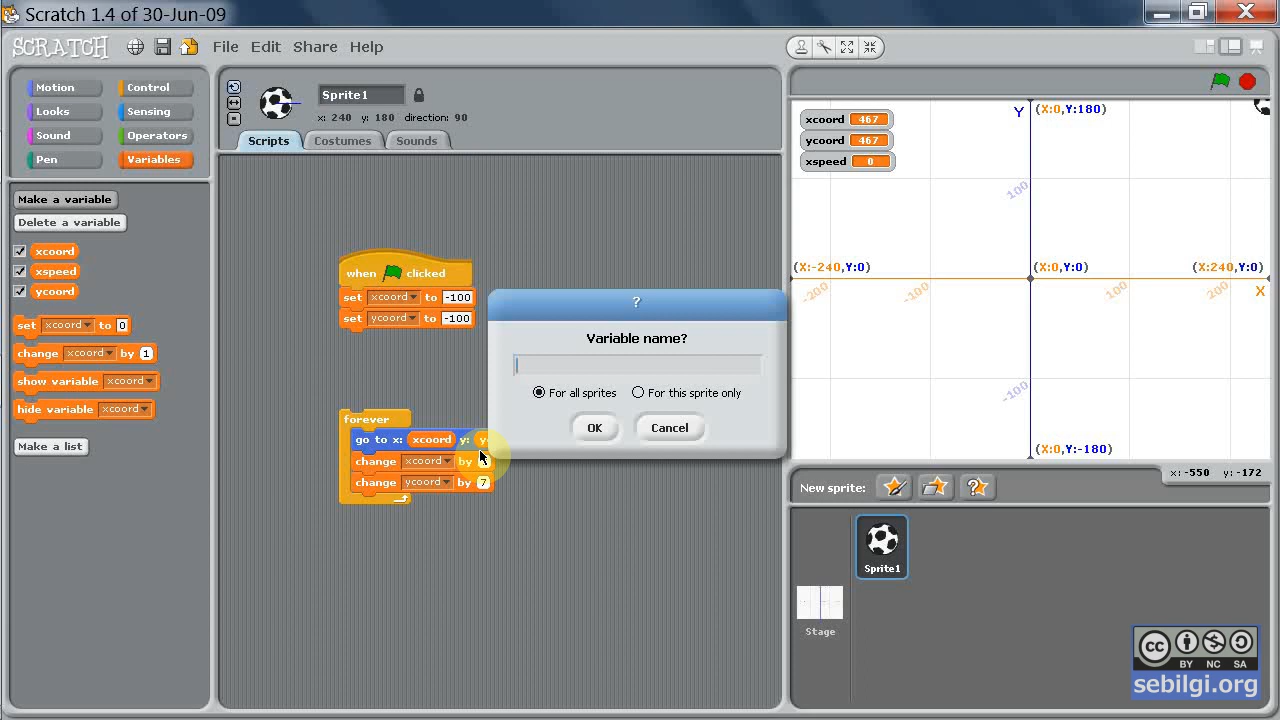 Scratch 1.4 of 30-Jun-09
SCRATCH File Edit Share Help
Motion Control
Looks Sensing
Sound Operators
Pen Variables
Make a variable
Delete a variable
xcoord
xspeed
ycoord
set xcoord to 0
change xcoord by 1
show variable xcoord
hide variable xcoord
Make a list
Sprite1
x: 240 y: 180 direction: 90
Scripts Costumes Sounds
when clicked
set xcoord to -100
set ycoord to -100
forever
go to x: xcoord y:
change xcoord by
change ycoord by 7
?
Variable name?
For all sprites For this sprite only
OK Cancel
xcoord 467
ycoord 467
xspeed 0
Y (X:0,Y:180)
100
(X:-240,Y:0) (X:0,Y:0) (X:240,Y:0)
-200 -100 100 200 X
-100
(X:0,Y:-180)
x: -550 y: -172
New sprite:
Sprite1
Stage
cc
BY NC SA
sebilgi.org